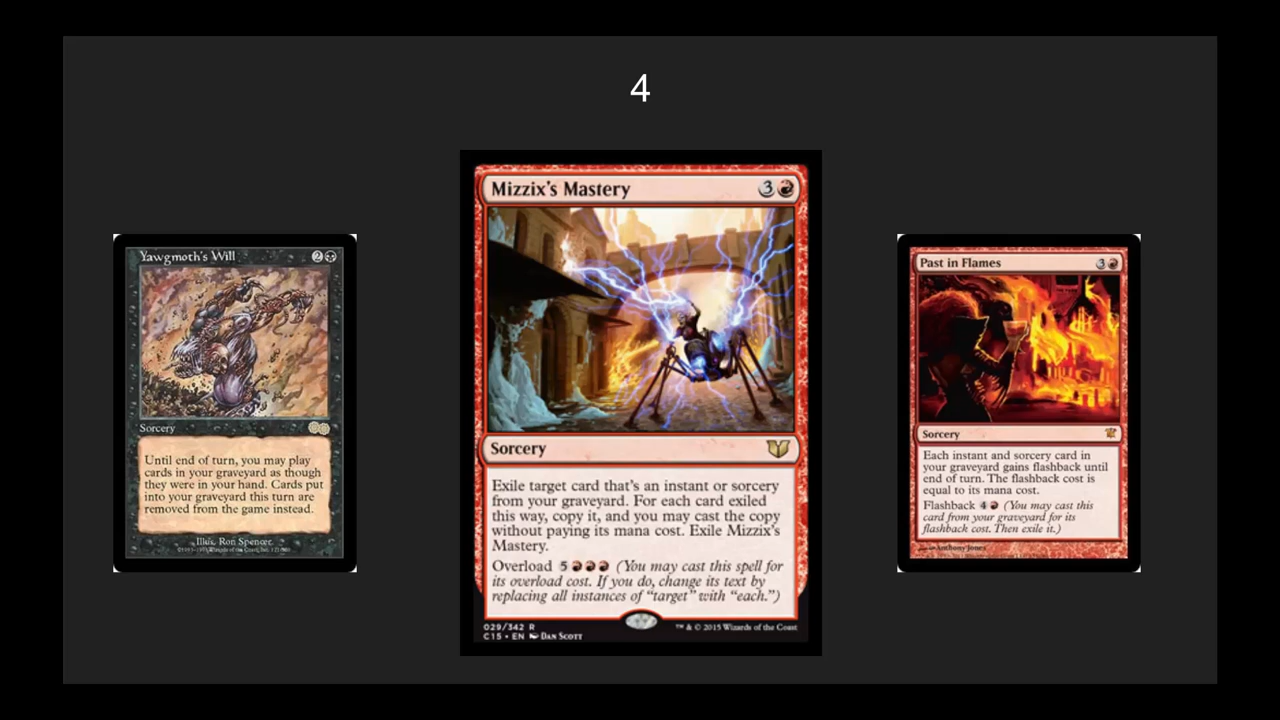 4
Yawgmoth's Will 2
Sorcery
Until end of turn, you may play
cards in your graveyard as though
they were in your hand. Cards put
into your graveyard this turn are
removed from the game instead.
Illus. Ron Spencer
Mizzix's Mastery 3
Sorcery
Exile target card that's an instant or sorcery
from your graveyard. For each card exiled
this way, copy it, and you may cast the copy
without paying its mana cost. Exile Mizzix's
Mastery.
Overload 5 (You may cast this spell for
its overload cost. If you do, change its text by
replacing all instances of “target” with “each.”)
029/342 R
C15 • EN Dan Scott
™ & © 2015 Wizards of the Coast
Past in Flames 3
Sorcery
Each instant and sorcery card in
your graveyard gains flashback until
end of turn. The flashback cost is
equal to its mana cost.
Flashback 4 (You may cast this
card from your graveyard for its
flashback cost. Then exile it.)
Anthony Jones